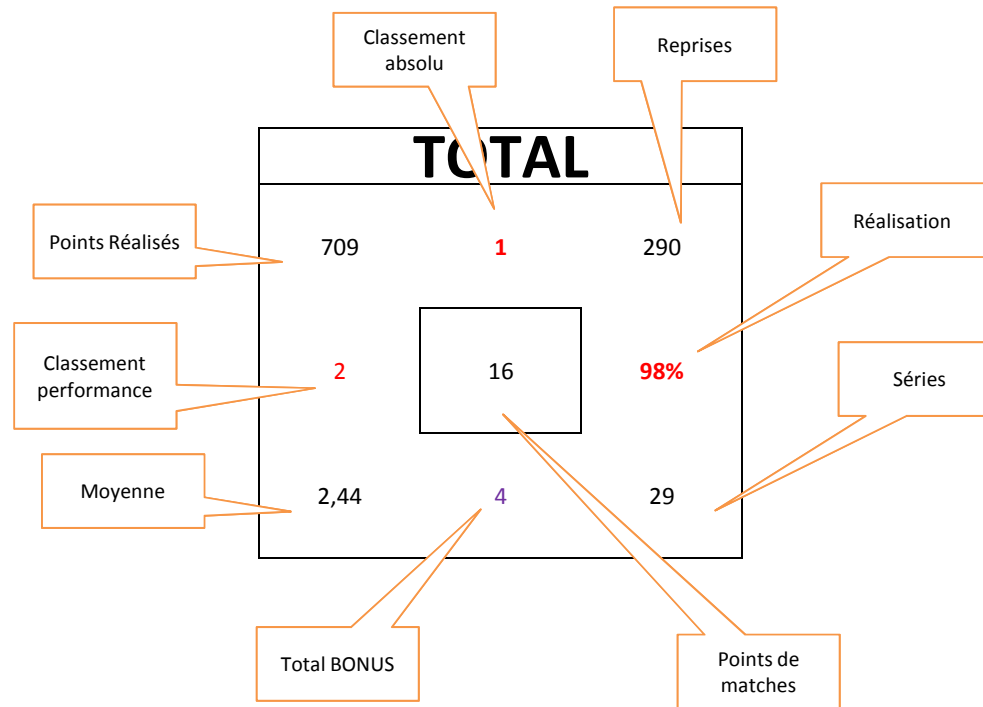 Classement
absolu
Reprises
TOTAL
Réalisation
Points Réalisés
709
1
290
Classement
performance
2
16
98%
Séries
Moyenne
2,44
4
29
Total BONUS
Points de
matches